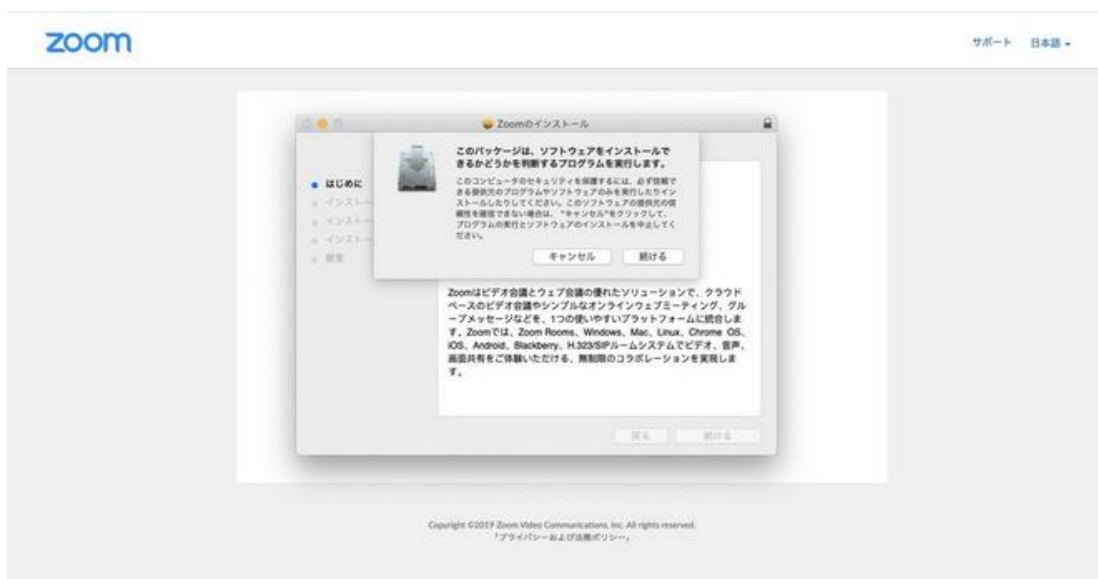 zoom
サポート 日本語
Zoomのインストール
このパッケージは、ソフトウェアをインストールで
きるかどうかを判断するプログラムを実行します。
このコンピュータのセキュリティを保護するには、必ず信頼で
きる提供元のプログラムやソフトウェアのみを実行したりイン
ストールしたりしてください。このソフトウェアの提供元の信
頼性を確信できない場合は、"キャンセル"をクリックして、
プログラムの実行とソフトウェアのインストールを中止してく
ださい。
キャンセル 続ける
はじめに
インストー
インストー
インストー
概要
Zoomはビデオ会議とウェブ会議の優れたソリューションで、クラウド
ベースのビデオ会議やシンプルなオンラインウェブミーティング、グル
ープメッセージなどを、1つの使いやすいプラットフォームに統合しま
す。Zoomでは、Zoom Rooms、Windows、Mac、Linux、Chrome OS、
iOS、Android、Blackberry、H.323/SIPルームシステムでビデオ、音声、
画面共有をご体験いただける、無制限のコラボレーションを実現しま
す。
戻る 続ける
Copyright ©2019 Zoom Video Communications, Inc. All rights reserved.
「プライバシーおよび法務ポリシー」